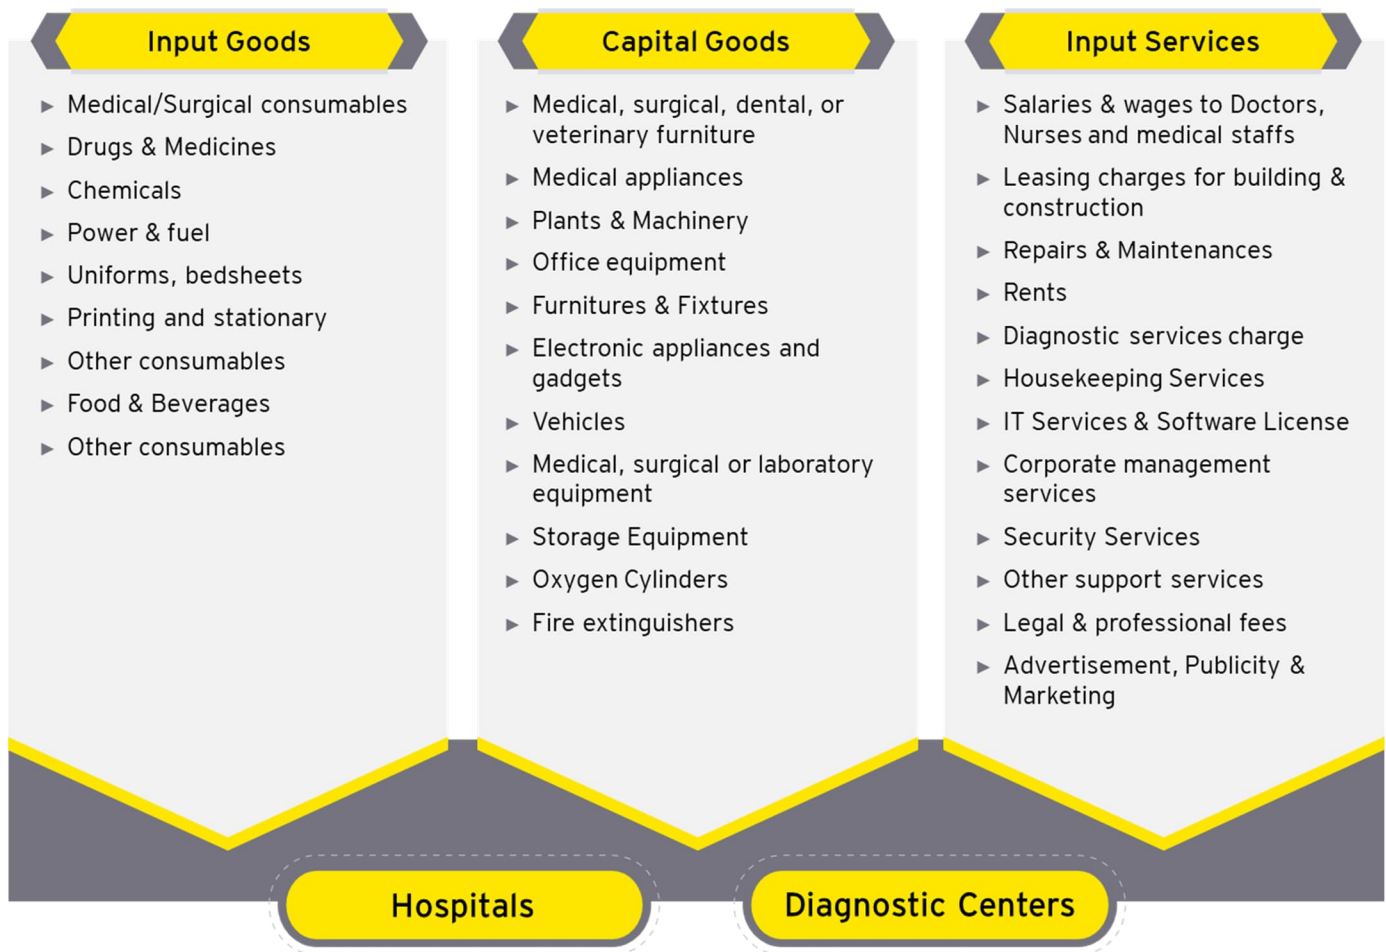 Input Goods
Medical/Surgical consumables
Drugs & Medicines
Chemicals
Power & fuel
Uniforms, bedsheets
Printing and stationary
Other consumables
Food & Beverages
Other consumables
Capital Goods
Medical, surgical, dental, or
veterinary furniture
Medical appliances
Plants & Machinery
Office equipment
Furnitures & Fixtures
Electronic appliances and
gadgets
Vehicles
Medical, surgical or laboratory
equipment
Storage Equipment
Oxygen Cylinders
Fire extinguishers
Input Services
Salaries & wages to Doctors,
Nurses and medical staffs
Leasing charges for building &
construction
Repairs & Maintenances
Rents
Diagnostic services charge
Housekeeping Services
IT Services & Software License
Corporate management
services
Security Services
Other support services
Legal & professional fees
Advertisement, Publicity &
Marketing
Hospitals
Diagnostic Centers